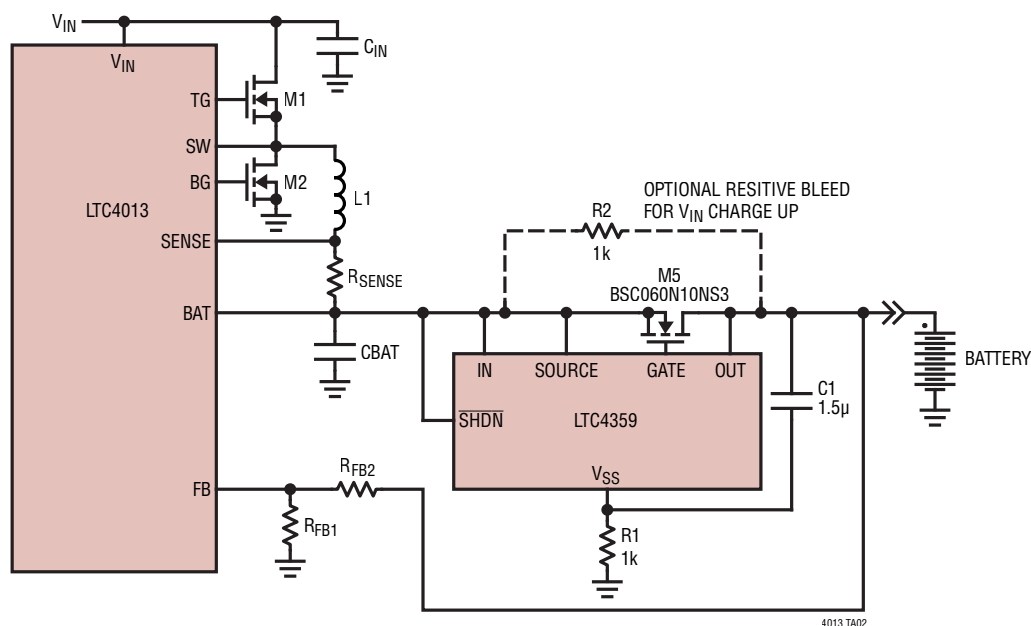 VIN
VIN
CIN
TG
M1
SW
BG
M2
L1
LTC4013
SENSE
RSENSE
BAT
CBAT
OPTIONAL RESITIVE BLEED
FOR VIN CHARGE UP
R2
1k
M5
BSC060N10NS3
IN
SOURCE
GATE
OUT
SHDN
LTC4359
VSS
C1
1.5µ
BATTERY
FB
RFB2
RFB1
R1
1k
4013 TA02